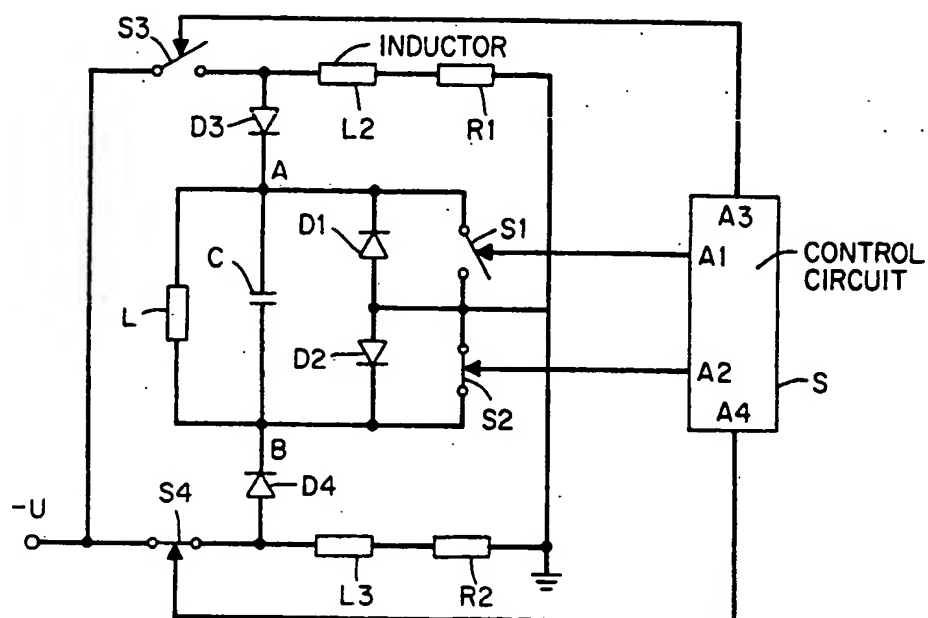 S3
INDUCTOR
D3
L2
R1
A
A3
D1
S1
A1
CONTROL
CIRCUIT
C
L
D2
A2
S
S2
A4
B
D4
S4
-U
L3
R2